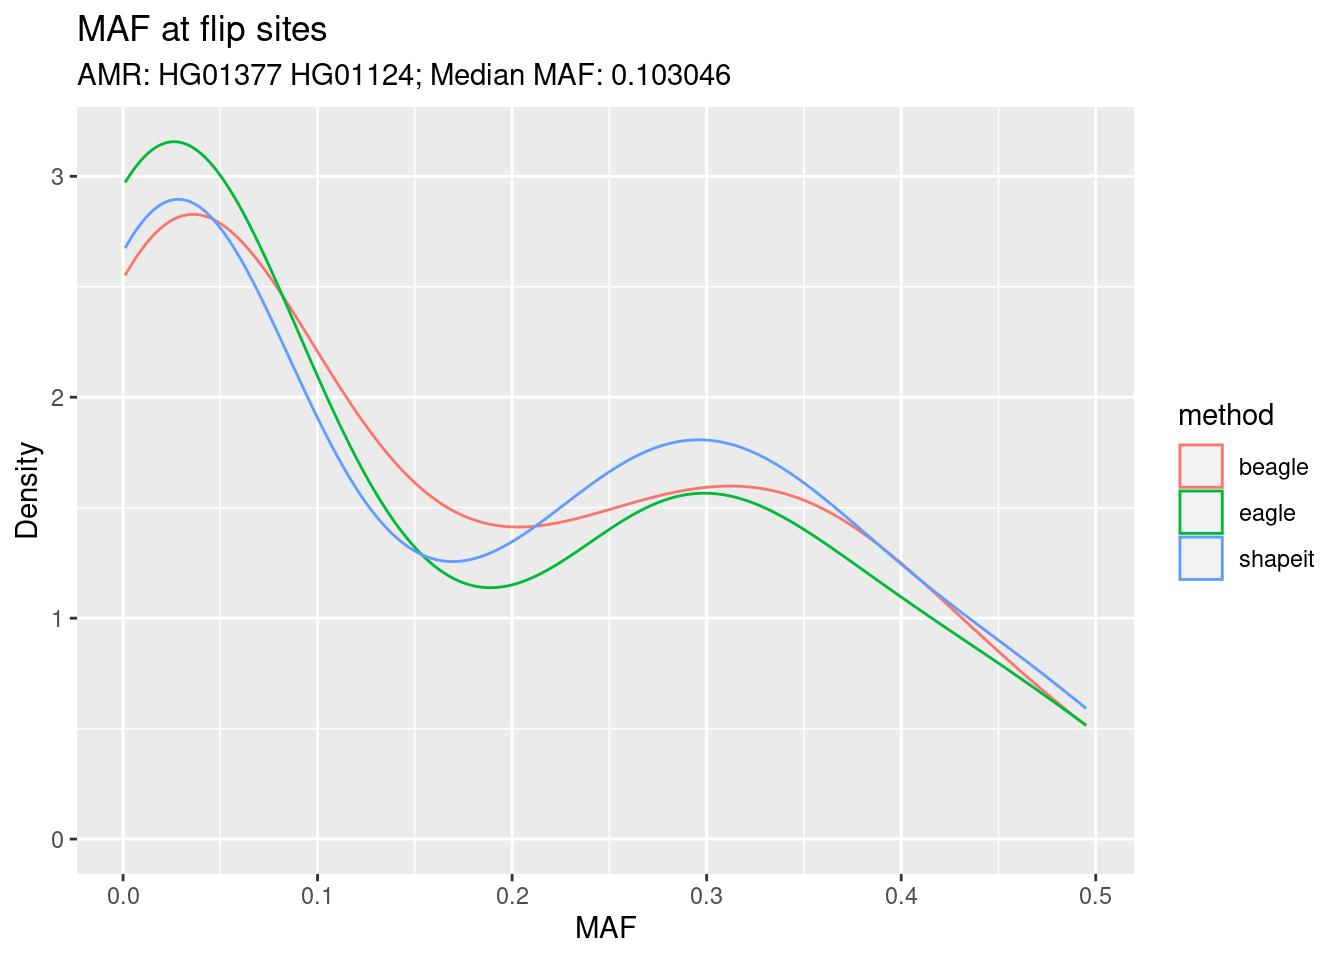 MAF at flip sites
AMR: HG01377 HG01124; Median MAF: 0.103046
3
2
1
0
Density
0.0
0.1
0.2
0.3
0.4
0.5
MAF
method
beagle
eagle
shapeit